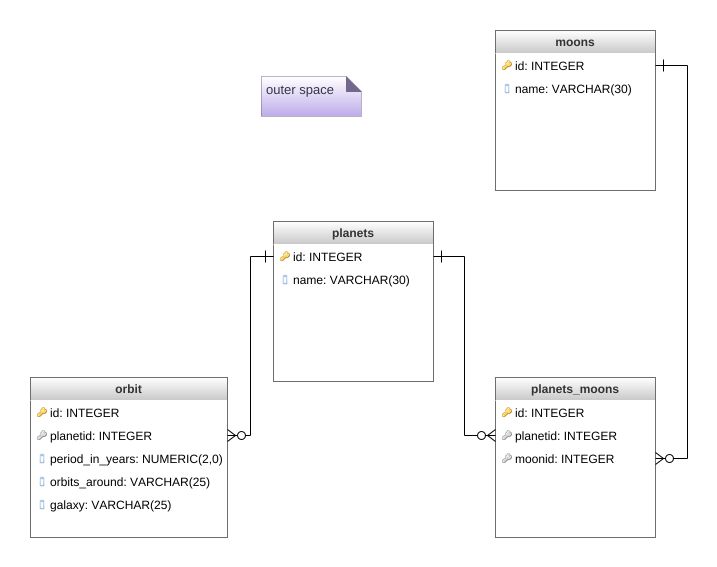 moons
id: INTEGER
name: VARCHAR(30)
outer space
planets
id: INTEGER
name: VARCHAR(30)
orbit
id: INTEGER
planetid: INTEGER
period_in_years: NUMERIC(2,0)
orbits_around: VARCHAR(25)
galaxy: VARCHAR(25)
planets_moons
id: INTEGER
planetid: INTEGER
moonid: INTEGER